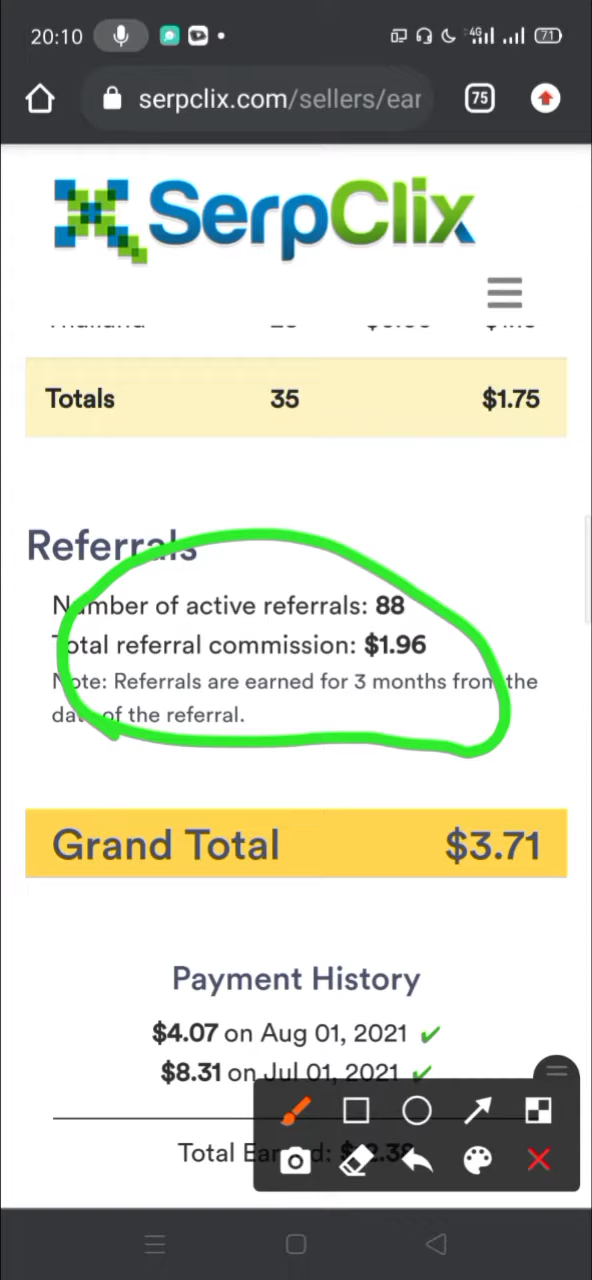 20:10
4G
71
serpclix.com/sellers/ear
75
SerpClix
Totals 35 $1.75
Referrals
Number of active referrals: 88
Total referral commission: $1.96
Note: Referrals are earned for 3 months from the
date of the referral.
Grand Total $3.71
Payment History
$4.07 on Aug 01, 2021 ✓
$8.31 on Jul 01, 2021 ✓
Total